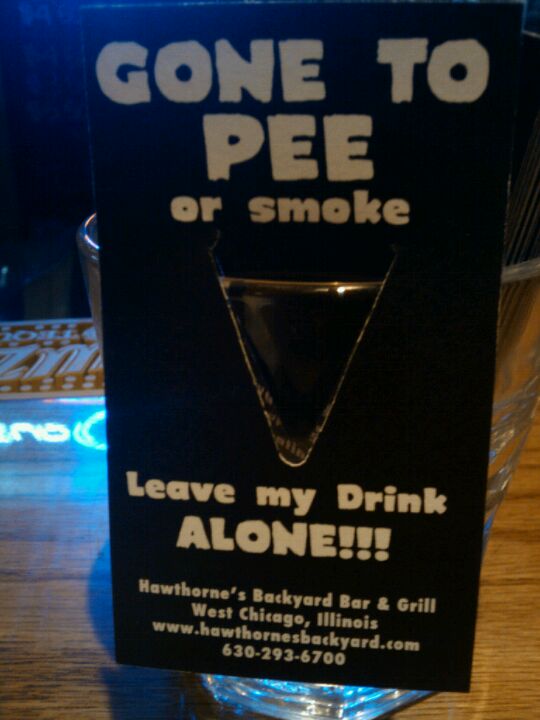 GONE TO
PEE
or smoke
Leave my Drink
ALONE!!!
Hawthorne's Backyard Bar & Grill
West Chicago, Illinois
www.hawthornesbackyard.com
630-293-6700